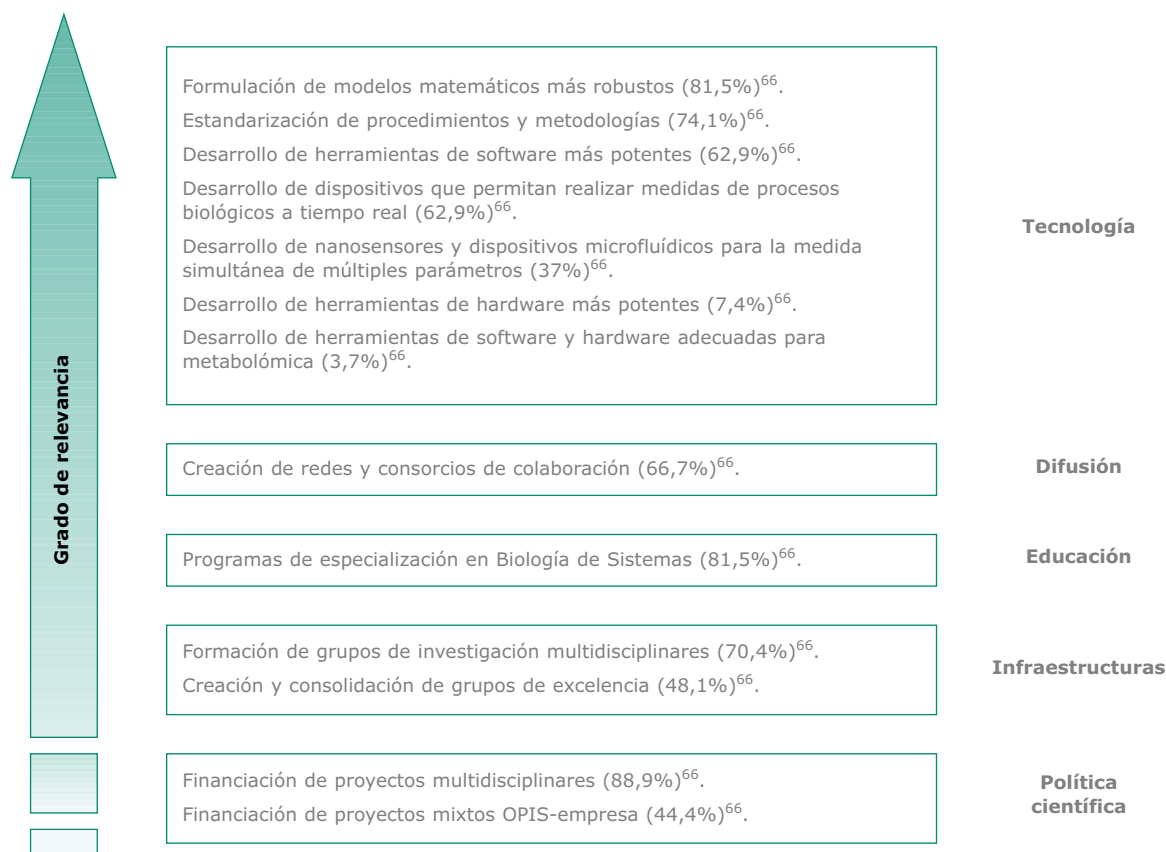 Formulación de modelos matemáticos más robustos (81,5%)66.
Estandarización de procedimientos y metodologías (74,1%)66.
Desarrollo de herramientas de software más potentes (62,9%)66.
Desarrollo de dispositivos que permitan realizar medidas de procesos
biológicos a tiempo real (62,9%)66.
Desarrollo de nanosensores y dispositivos microfluídicos para la medida
simultánea de múltiples parámetros (37%)66.
Desarrollo de herramientas de hardware más potentes (7,4%)66.
Desarrollo de herramientas de software y hardware adecuadas para
metabolómica (3,7%)66.
Tecnología
Grado de relevancia
Creación de redes y consorcios de colaboración (66,7%)66.
Difusión
Programas de especialización en Biología de Sistemas (81,5%)66.
Educación
Formación de grupos de investigación multidisciplinares (70,4%)66.
Creación y consolidación de grupos de excelencia (48,1%)66.
Infraestructuras
Financiación de proyectos multidisciplinares (88,9%)66.
Financiación de proyectos mixtos OPIS-empresa (44,4%)66.
Política
científica